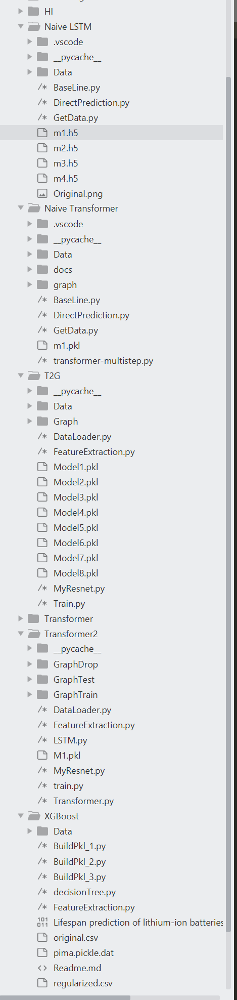 HI
Naive LSTM
.vscode
__pycache__
Data
BaseLine.py
DirectPrediction.py
GetData.py
m1.h5
m2.h5
m3.h5
m4.h5
Original.png
Naive Transformer
.vscode
__pycache__
Data
docs
graph
BaseLine.py
DirectPrediction.py
GetData.py
m1.pkl
transformer-multistep.py
T2G
__pycache__
Data
Graph
DataLoader.py
FeatureExtraction.py
Model1.pkl
Model2.pkl
Model3.pkl
Model4.pkl
Model5.pkl
Model6.pkl
Model7.pkl
Model8.pkl
MyResnet.py
Train.py
Transformer
Transformer2
__pycache__
GraphDrop
GraphTest
GraphTrain
DataLoader.py
FeatureExtraction.py
LSTM.py
M1.pkl
MyResnet.py
train.py
Transformer.py
XGBoost
Data
BuildPkl_1.py
BuildPkl_2.py
BuildPkl_3.py
decisionTree.py
FeatureExtraction.py
Lifespan prediction of lithium-ion batteries
original.csv
pima.pickle.dat
Readme.md
regularized.csv